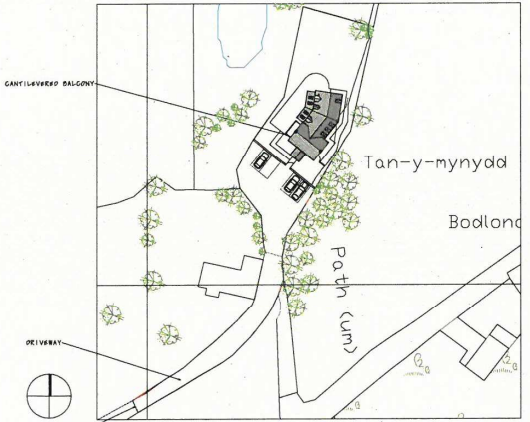 CANTILEVERED BALCONY
Tan-y-mynydd
Bodlond
Path (um)
DRIVEWAY